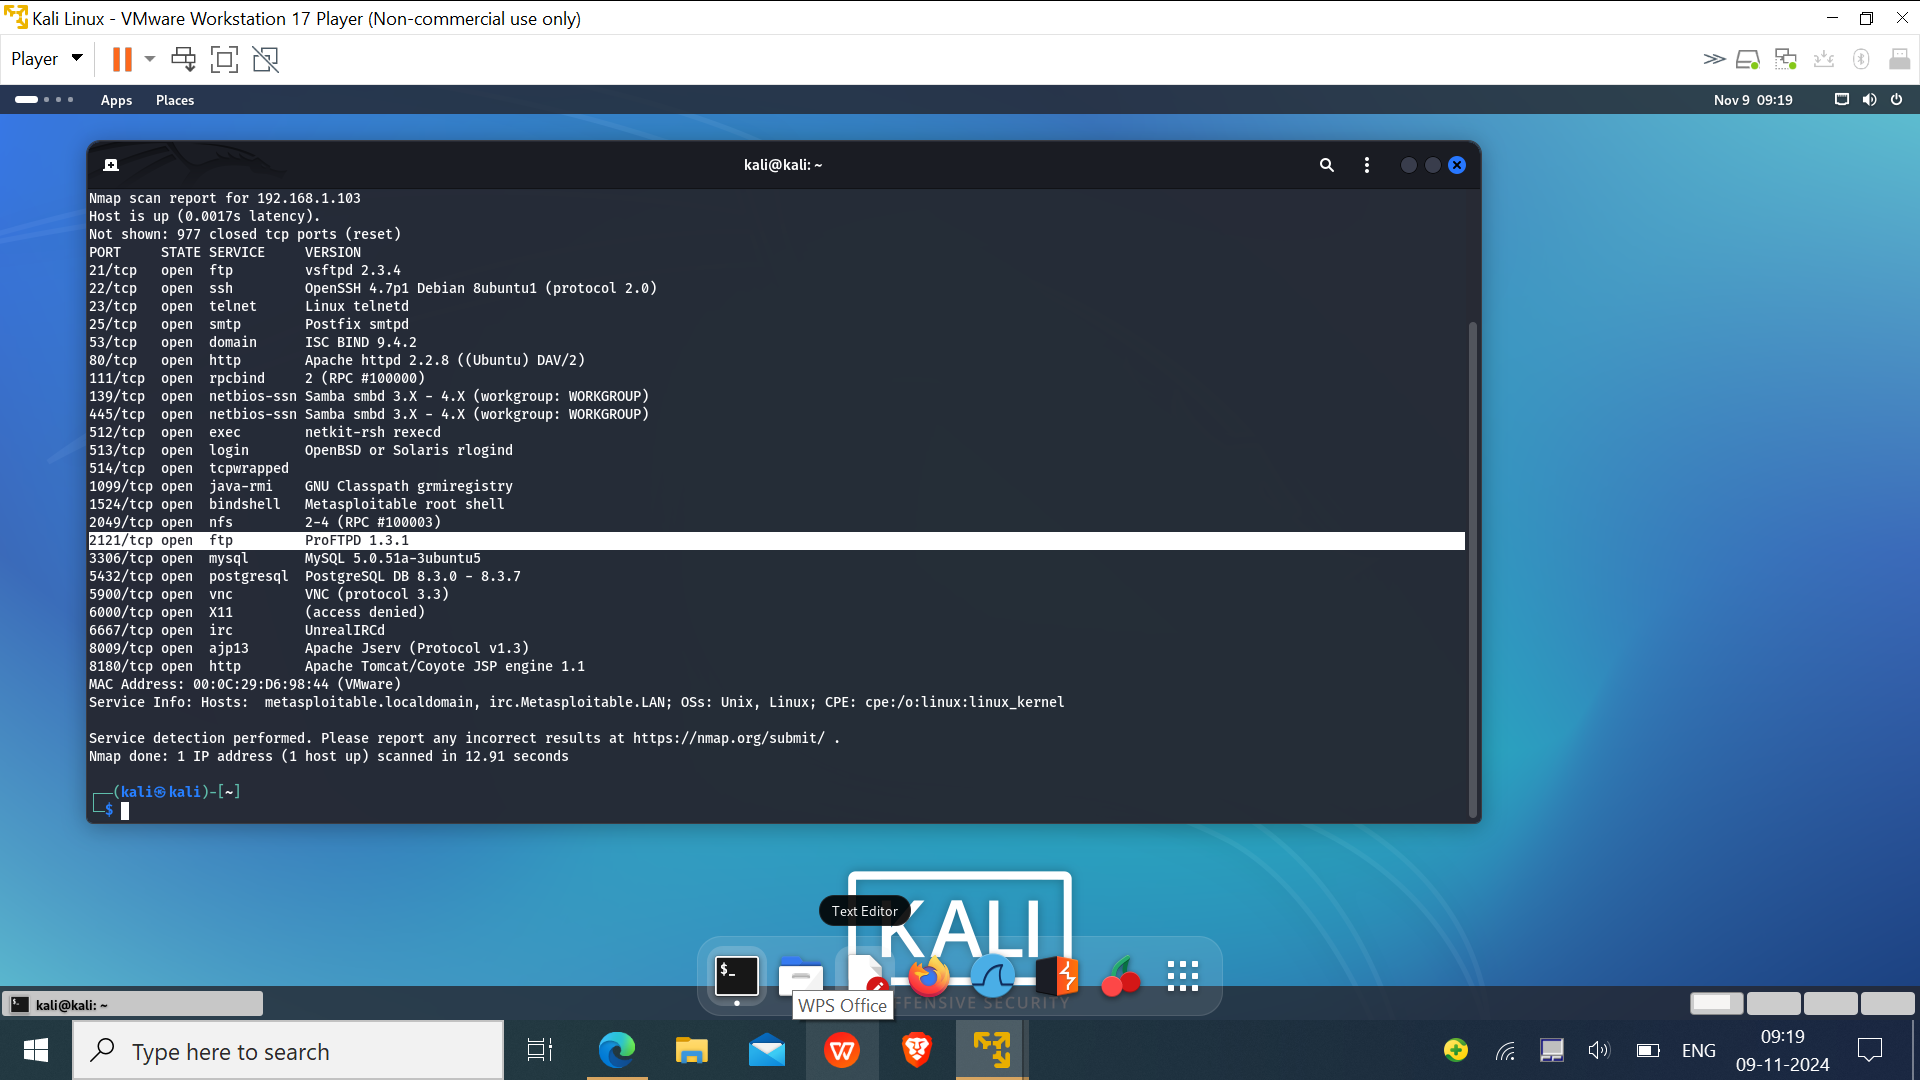 Kali Linux - VMware Workstation 17 Player (Non-commercial use only)
Player
Apps Places Nov 9 09:19
kali@kali: ~
Nmap scan report for 192.168.1.103
Host is up (0.0017s latency).
Not shown: 977 closed tcp ports (reset)
PORT     STATE SERVICE     VERSION
21/tcp   open  ftp         vsftpd 2.3.4
22/tcp   open  ssh         OpenSSH 4.7p1 Debian 8ubuntu1 (protocol 2.0)
23/tcp   open  telnet      Linux telnetd
25/tcp   open  smtp        Postfix smtpd
53/tcp   open  domain      ISC BIND 9.4.2
80/tcp   open  http        Apache httpd 2.2.8 ((Ubuntu) DAV/2)
111/tcp  open  rpcbind     2 (RPC #100000)
139/tcp  open  netbios-ssn Samba smbd 3.X - 4.X (workgroup: WORKGROUP)
445/tcp  open  netbios-ssn Samba smbd 3.X - 4.X (workgroup: WORKGROUP)
512/tcp  open  exec        netkit-rsh rexecd
513/tcp  open  login       OpenBSD or Solaris rlogind
514/tcp  open  tcpwrapped
1099/tcp open  java-rmi    GNU Classpath grmiregistry
1524/tcp open  bindshell   Metasploitable root shell
2049/tcp open  nfs         2-4 (RPC #100003)
2121/tcp open  ftp         ProFTPD 1.3.1
3306/tcp open  mysql       MySQL 5.0.51a-3ubuntu5
5432/tcp open  postgresql  PostgreSQL DB 8.3.0 - 8.3.7
5900/tcp open  vnc         VNC (protocol 3.3)
6000/tcp open  X11         (access denied)
6667/tcp open  irc         UnrealIRCd
8009/tcp open  ajp13       Apache Jserv (Protocol v1.3)
8180/tcp open  http        Apache Tomcat/Coyote JSP engine 1.1
MAC Address: 00:0C:29:D6:98:44 (VMware)
Service Info: Hosts:  metasploitable.localdomain, irc.Metasploitable.LAN; OSs: Unix, Linux; CPE: cpe:/o:linux:linux_kernel
Service detection performed. Please report any incorrect results at https://nmap.org/submit/ .
Nmap done: 1 IP address (1 host up) scanned in 12.91 seconds
┌──(kali㉿kali)-[~]
└─$
Text Editor
KALI
WPS Office
OFFENSIVE SECURITY
kali@kali: ~
Type here to search
ENG
09:19
09-11-2024